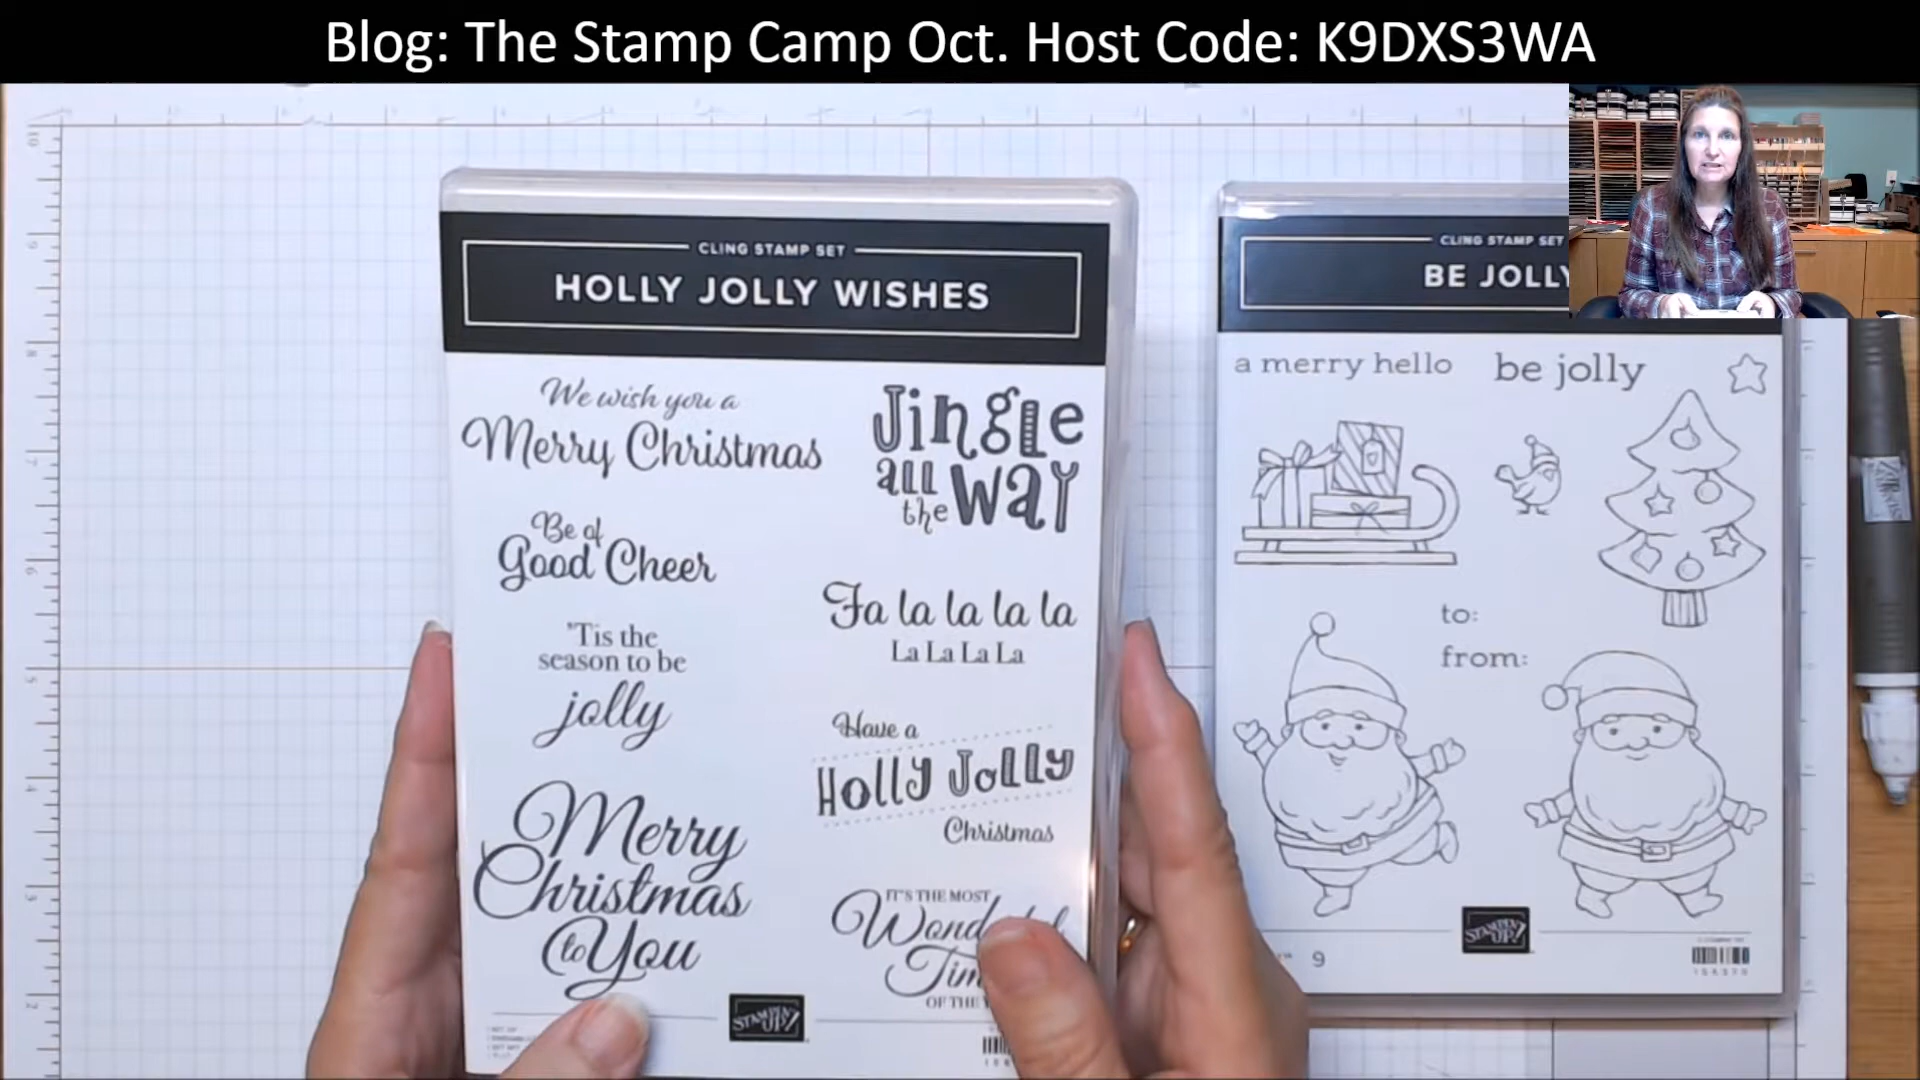 Blog: The Stamp Camp Oct. Host Code: K9DXS3WA
CLING STAMP SET
HOLLY JOLLY WISHES
We wish you a
Merry Christmas
Jingle
all
the way
Be of
Good Cheer
Fa la la la la
La La La La
'Tis the
season to be
jolly
Have a
Holly Jolly
Christmas
Merry
Christmas
to You
IT'S THE MOST
OF THE
STAMPIN' UP!
CLING STAMP SET
BE JOLLY
a merry hello
be jolly
to:
from:
STAMPIN' UP!
9